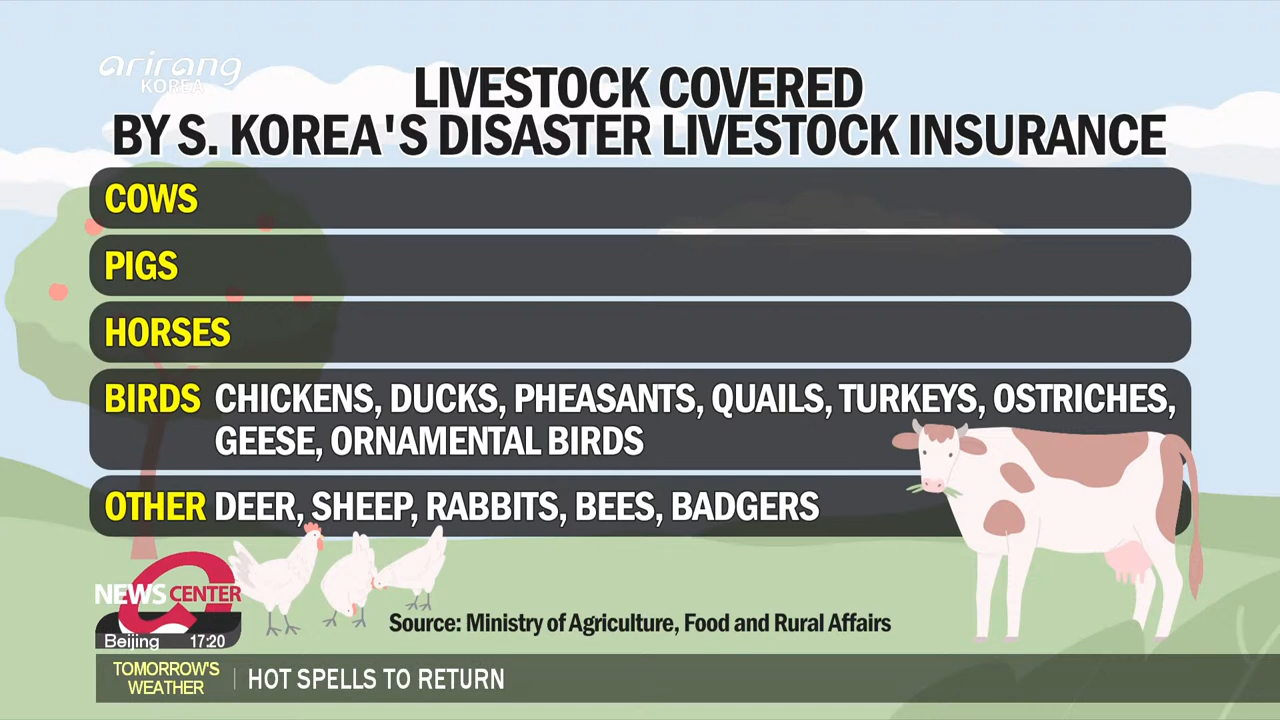 arirang
KOREA
LIVESTOCK COVERED
BY S. KOREA'S DISASTER LIVESTOCK INSURANCE
COWS
PIGS
HORSES
BIRDS CHICKENS, DUCKS, PHEASANTS, QUAILS, TURKEYS, OSTRICHES,
GEESE, ORNAMENTAL BIRDS
OTHER DEER, SHEEP, RABBITS, BEES, BADGERS
NEWS CENTER
Beijing 17:20
Source: Ministry of Agriculture, Food and Rural Affairs
TOMORROW'S
WEATHER
HOT SPELLS TO RETURN